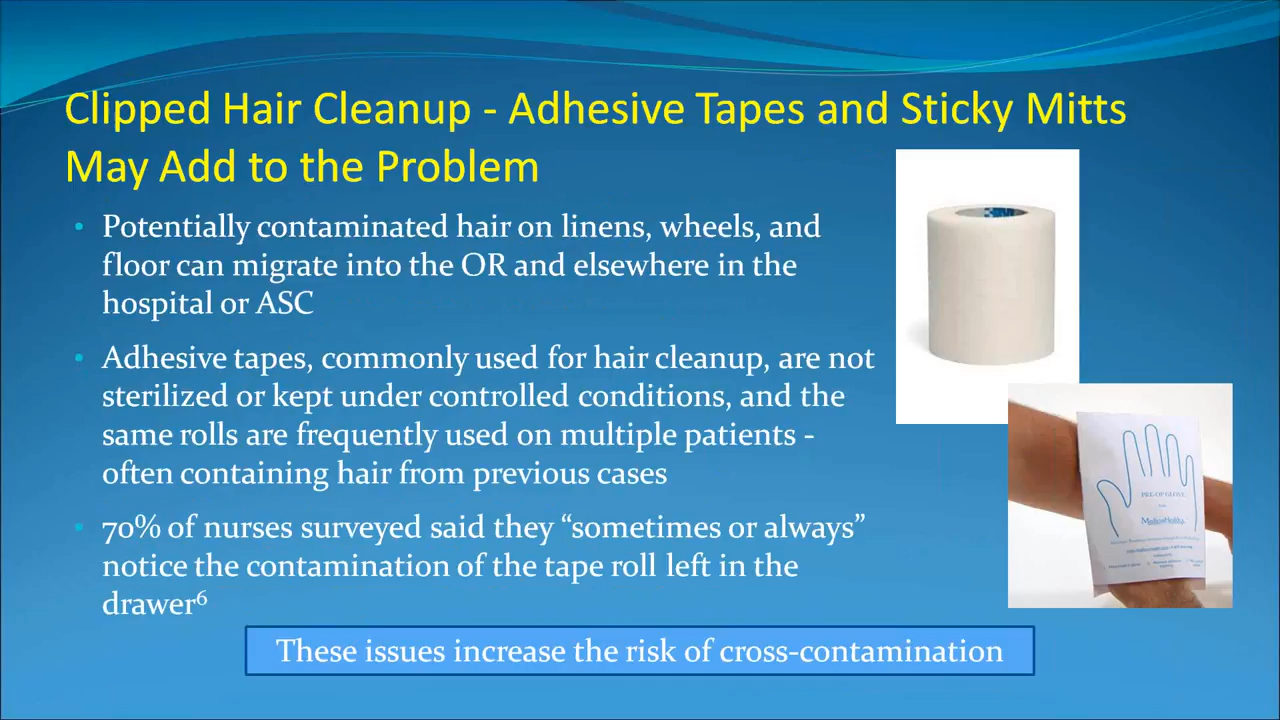 Clipped Hair Cleanup - Adhesive Tapes and Sticky Mitts
May Add to the Problem
• Potentially contaminated hair on linens, wheels, and
floor can migrate into the OR and elsewhere in the
hospital or ASC
• Adhesive tapes, commonly used for hair cleanup, are not
sterilized or kept under controlled conditions, and the
same rolls are frequently used on multiple patients -
often containing hair from previous cases
• 70% of nurses surveyed said they “sometimes or always”
notice the contamination of the tape roll left in the
drawer6
PRE-OP GLOVE
These issues increase the risk of cross-contamination